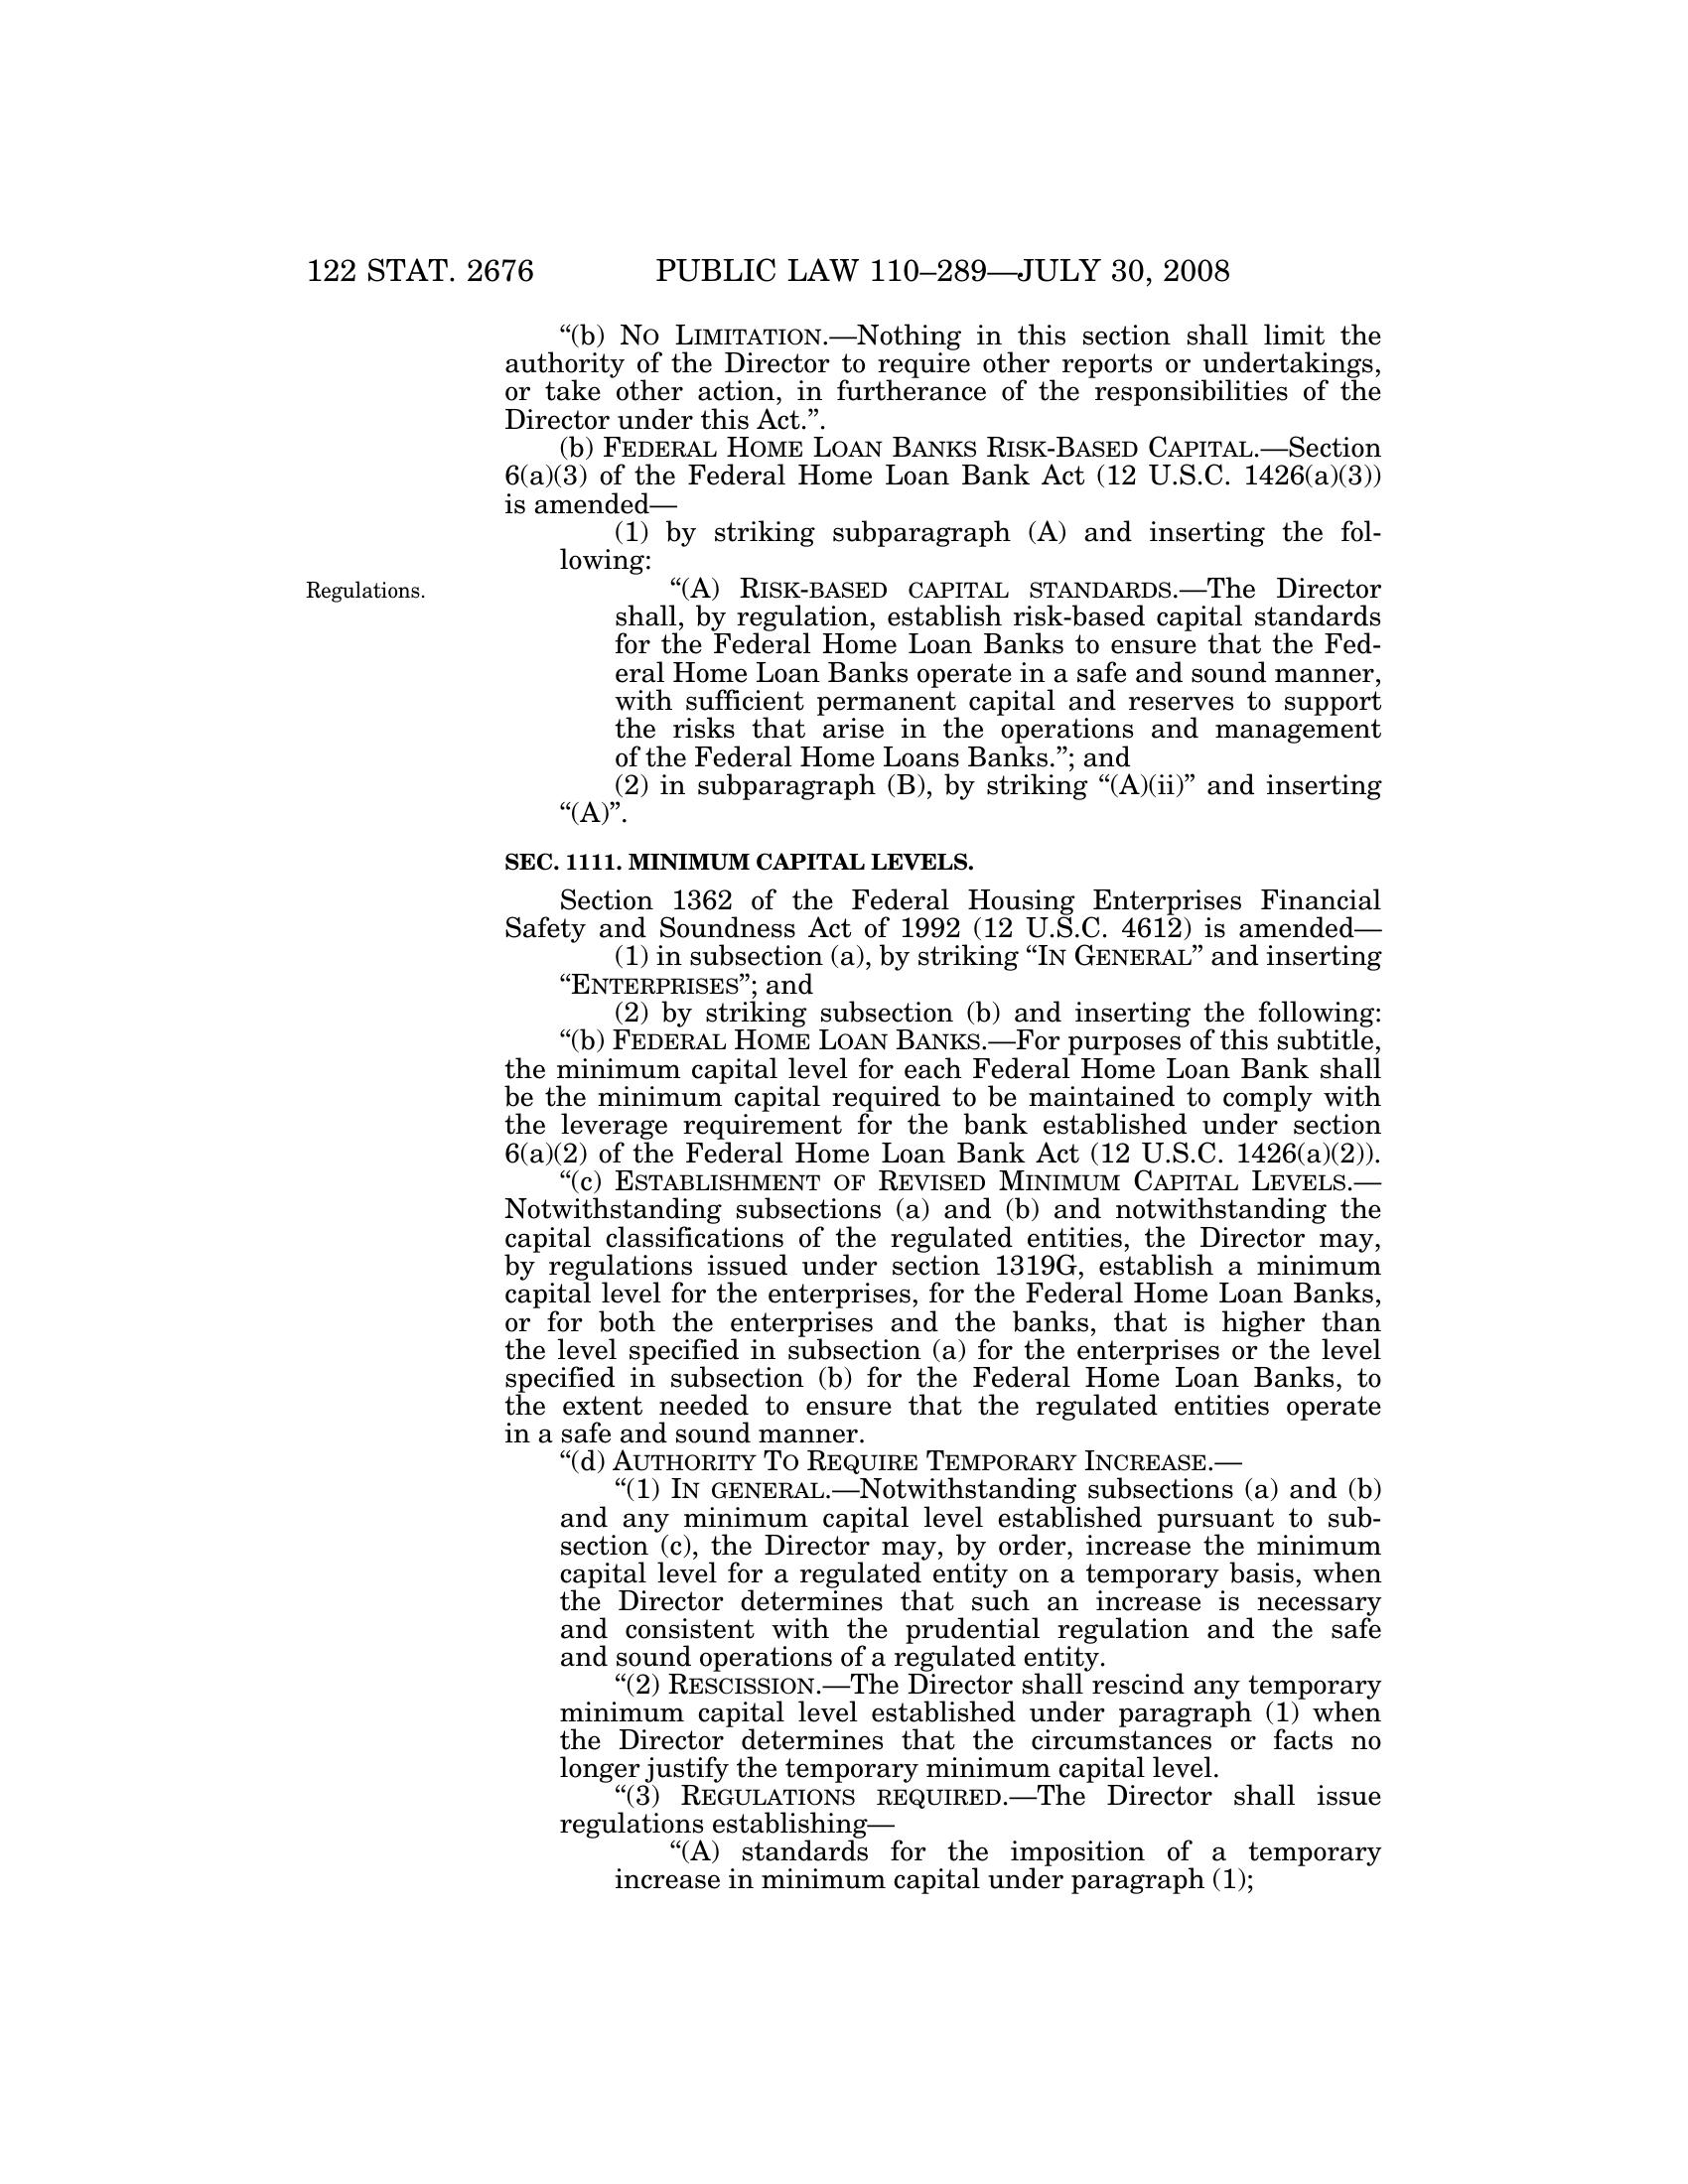 122 STAT. 2676 PUBLIC LAW 110–289—JULY 30, 2008
“(b) NO LIMITATION.—Nothing in this section shall limit the
authority of the Director to require other reports or undertakings,
or take other action, in furtherance of the responsibilities of the
Director under this Act.”.
(b) FEDERAL HOME LOAN BANKS RISK-BASED CAPITAL.—Section
6(a)(3) of the Federal Home Loan Bank Act (12 U.S.C. 1426(a)(3))
is amended—
(1) by striking subparagraph (A) and inserting the fol-
lowing:
Regulations.
“(A) RISK-BASED CAPITAL STANDARDS.—The Director
shall, by regulation, establish risk-based capital standards
for the Federal Home Loan Banks to ensure that the Fed-
eral Home Loan Banks operate in a safe and sound manner,
with sufficient permanent capital and reserves to support
the risks that arise in the operations and management
of the Federal Home Loans Banks.”; and
(2) in subparagraph (B), by striking “(A)(ii)” and inserting
“(A)”.
SEC. 1111. MINIMUM CAPITAL LEVELS.
Section 1362 of the Federal Housing Enterprises Financial
Safety and Soundness Act of 1992 (12 U.S.C. 4612) is amended—
(1) in subsection (a), by striking “IN GENERAL” and inserting
“ENTERPRISES”; and
(2) by striking subsection (b) and inserting the following:
“(b) FEDERAL HOME LOAN BANKS.—For purposes of this subtitle,
the minimum capital level for each Federal Home Loan Bank shall
be the minimum capital required to be maintained to comply with
the leverage requirement for the bank established under section
6(a)(2) of the Federal Home Loan Bank Act (12 U.S.C. 1426(a)(2)).
“(c) ESTABLISHMENT OF REVISED MINIMUM CAPITAL LEVELS.—
Notwithstanding subsections (a) and (b) and notwithstanding the
capital classifications of the regulated entities, the Director may,
by regulations issued under section 1319G, establish a minimum
capital level for the enterprises, for the Federal Home Loan Banks,
or for both the enterprises and the banks, that is higher than
the level specified in subsection (a) for the enterprises or the level
specified in subsection (b) for the Federal Home Loan Banks, to
the extent needed to ensure that the regulated entities operate
in a safe and sound manner.
“(d) AUTHORITY TO REQUIRE TEMPORARY INCREASE.—
“(1) IN GENERAL.—Notwithstanding subsections (a) and (b)
and any minimum capital level established pursuant to sub-
section (c), the Director may, by order, increase the minimum
capital level for a regulated entity on a temporary basis, when
the Director determines that such an increase is necessary
and consistent with the prudential regulation and the safe
and sound operations of a regulated entity.
“(2) RESCISSION.—The Director shall rescind any temporary
minimum capital level established under paragraph (1) when
the Director determines that the circumstances or facts no
longer justify the temporary minimum capital level.
“(3) REGULATIONS REQUIRED.—The Director shall issue
regulations establishing—
“(A) standards for the imposition of a temporary
increase in minimum capital under paragraph (1);